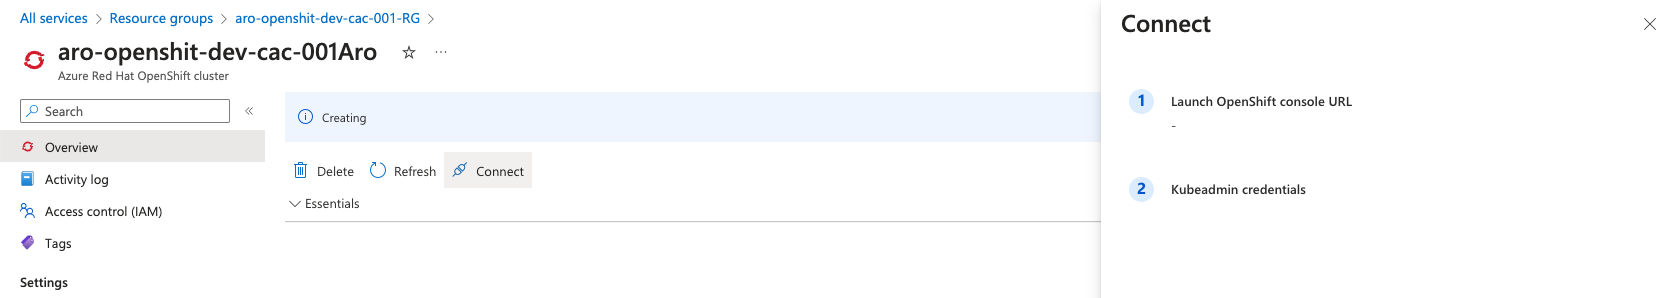 All services > Resource groups > aro-openshit-dev-cac-001-RG >
aro-openshit-dev-cac-001Aro ☆ ···
Azure Red Hat OpenShift cluster
Search «
Overview
Activity log
Access control (IAM)
Tags
Settings
Creating
Delete Refresh Connect
Essentials
Connect
1 Launch OpenShift console URL
-
2 Kubeadmin credentials